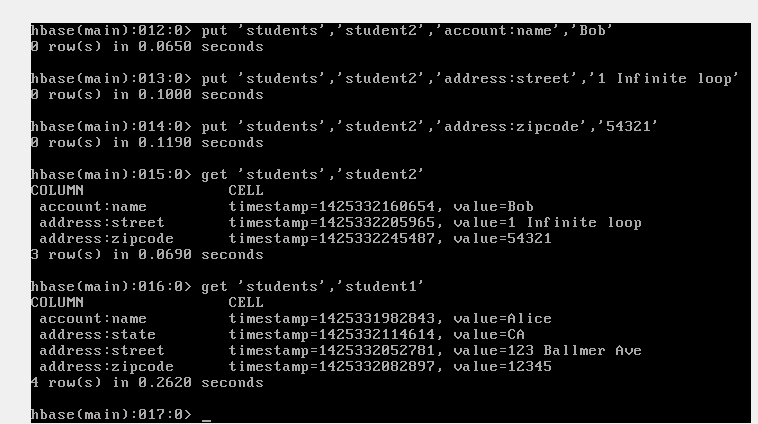 hbase(main):012:0> put 'students','student2','account:name','Bob'
0 row(s) in 0.0650 seconds
hbase(main):013:0> put 'students','student2','address:street','1 Infinite loop'
0 row(s) in 0.1000 seconds
hbase(main):014:0> put 'students','student2','address:zipcode','54321'
0 row(s) in 0.1190 seconds
hbase(main):015:0> get 'students','student2'
COLUMN                CELL
 account:name         timestamp=1425332160654, value=Bob
 address:street       timestamp=1425332205965, value=1 Infinite loop
 address:zipcode      timestamp=1425332245487, value=54321
3 row(s) in 0.0690 seconds
hbase(main):016:0> get 'students','student1'
COLUMN                CELL
 account:name         timestamp=1425331982843, value=Alice
 address:state        timestamp=1425332114614, value=CA
 address:street       timestamp=1425332052781, value=123 Ballmer Ave
 address:zipcode      timestamp=1425332082897, value=12345
4 row(s) in 0.2620 seconds
hbase(main):017:0> _